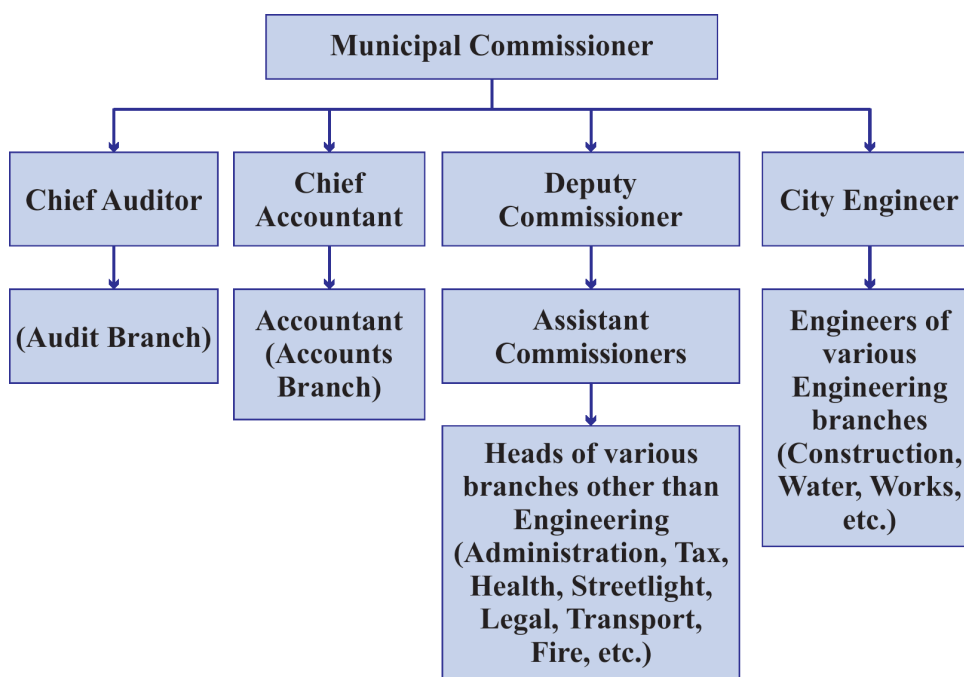 Municipal Commissioner
Chief Auditor
Chief
Accountant
Deputy
Commissioner
City Engineer
(Audit Branch)
Accountant
(Accounts
Branch)
Assistant
Commissioners
Engineers of
various
Engineering
branches
(Construction,
Water, Works,
etc.)
Heads of various
branches other than
Engineering
(Administration, Tax,
Health, Streetlight,
Legal, Transport,
Fire, etc.)